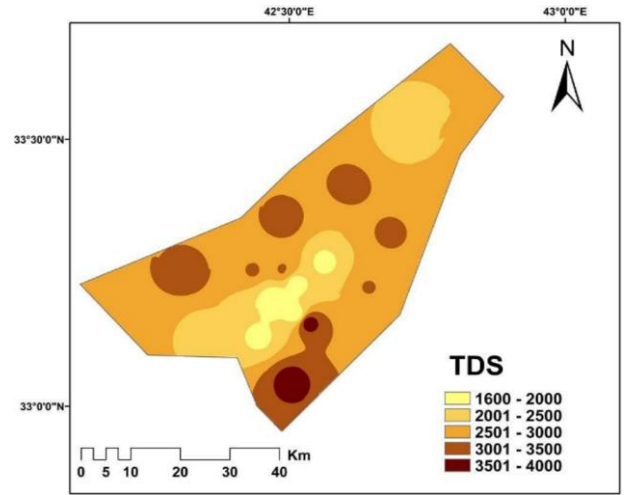 42°30'0"E 43°0'0"E
N
33°30'0"N
33°0'0"N
TDS
1600 - 2000
2001 - 2500
2501 - 3000
3001 - 3500
3501 - 4000
Km
0 5 10 20 30 40